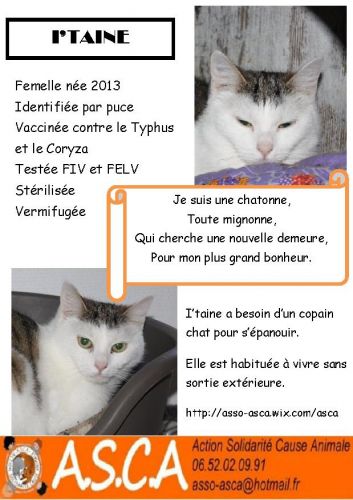 I'TAINE
Femelle née 2013
Identifiée par puce
Vaccinée contre le Typhus
et le Coryza
Testée FIV et FELV
Stérilisée
Vermifugée
Je suis une chatonne,
Toute mignonne,
Qui cherche une nouvelle demeure,
Pour mon plus grand bonheur.
I'taine a besoin d'un copain
chat pour s'épanouir.
Elle est habituée à vivre sans
sortie extérieure.
http://asso-asca.wix.com/asca
A.S.C.A
Action Solidarité Cause Animale
06.52.02.09.91
asso-asca@hotmail.fr